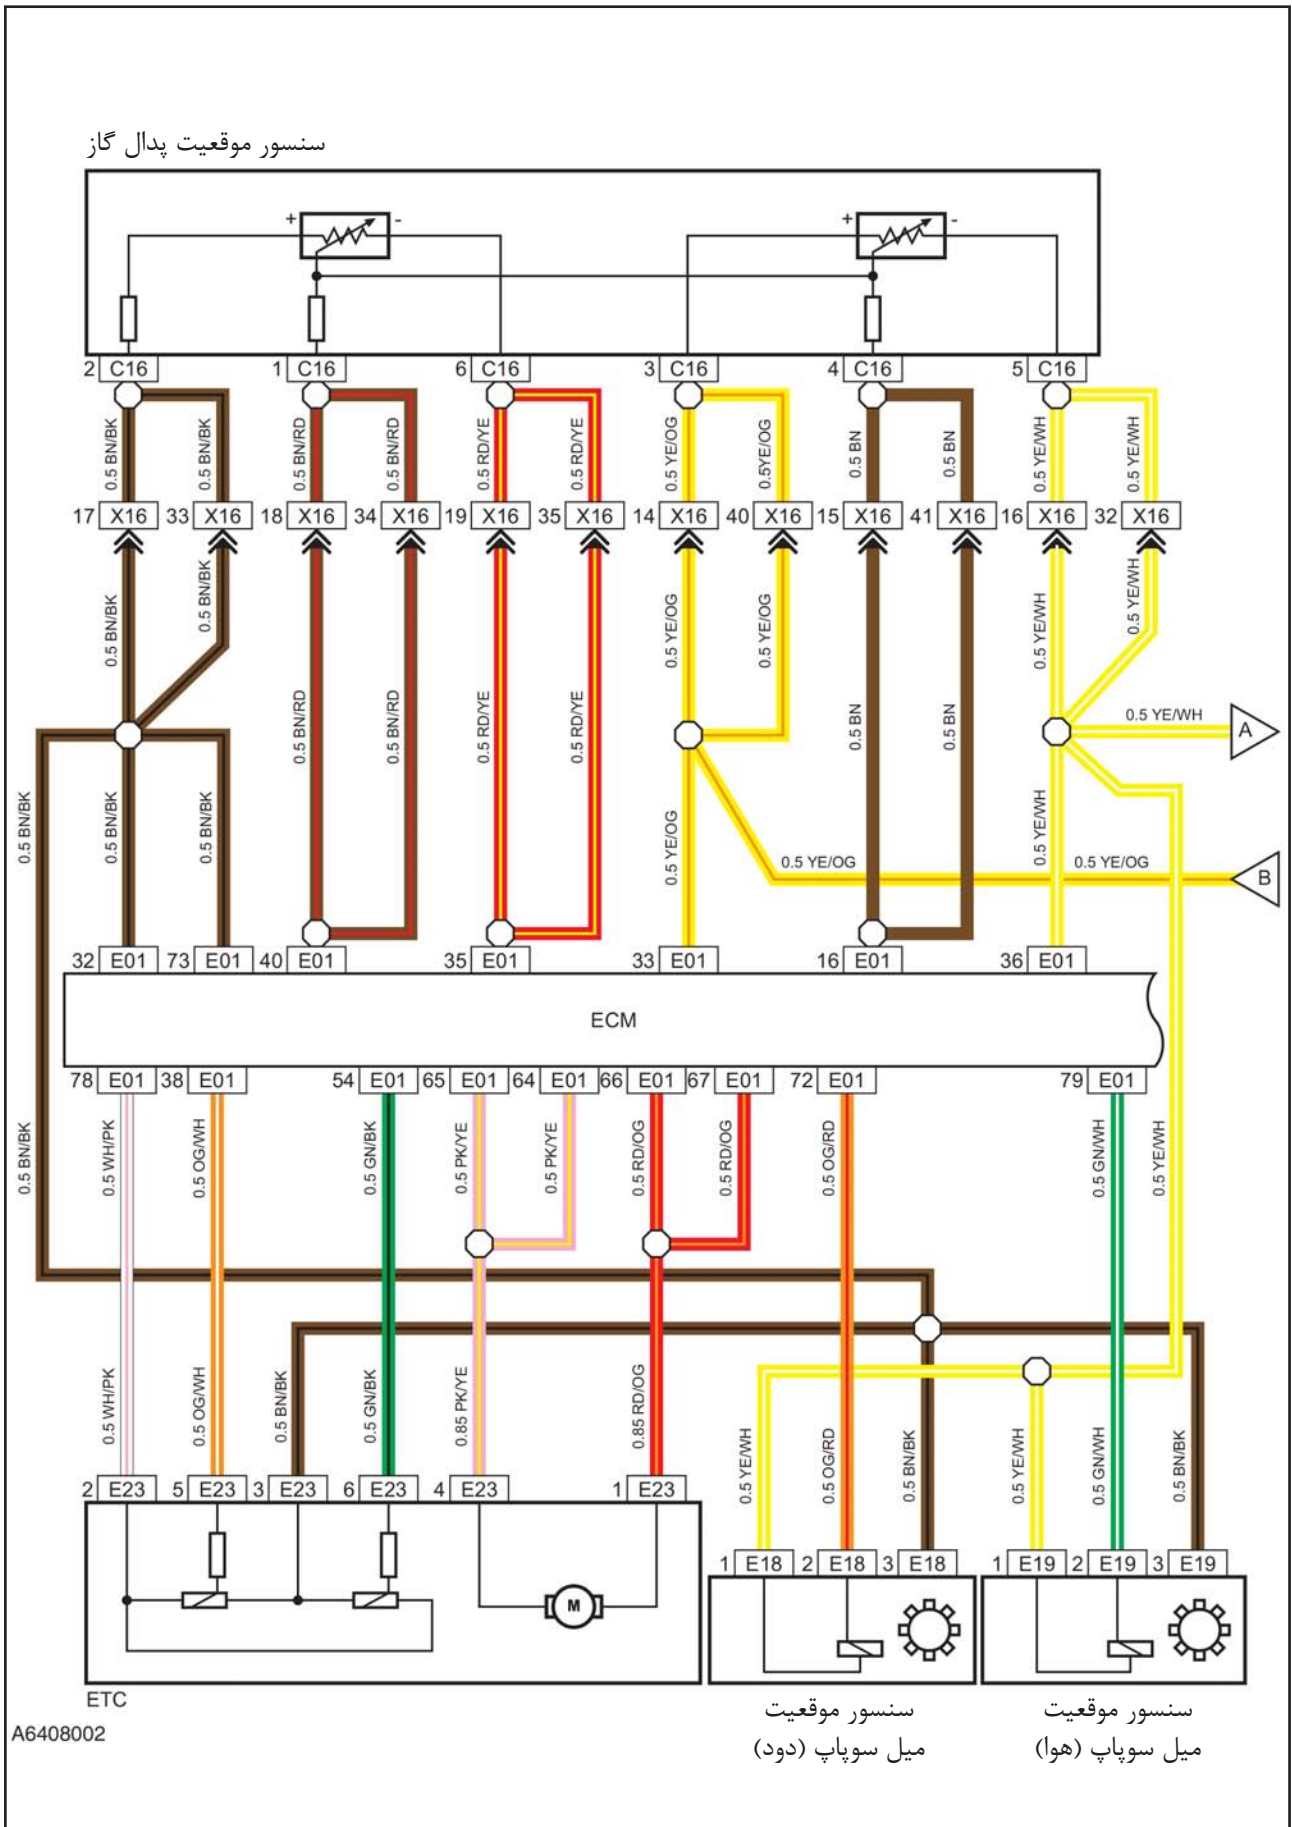 سنسور موقعیت پدال گاز
+ - + -
2 C16 1 C16 6 C16 3 C16 4 C16 5 C16
0.5 BN/BK 0.5 BN/BK 0.5 BN/RD 0.5 BN/RD 0.5 RD/YE 0.5 RD/YE 0.5 YE/OG 0.5YE/OG 0.5 BN 0.5 BN 0.5 YE/WH 0.5 YE/WH
17 X16 33 X16 18 X16 34 X16 19 X16 35 X16 14 X16 40 X16 15 X16 41 X16 16 X16 32 X16
0.5 BN/BK 0.5 BN/BK 0.5 YE/OG 0.5 YE/OG 0.5 YE/WH 0.5 YE/WH
0.5 BN/RD 0.5 BN/RD 0.5 RD/YE 0.5 RD/YE 0.5 BN 0.5 BN 0.5 YE/WH A
0.5 BN/BK 0.5 BN/BK 0.5 BN/BK 0.5 YE/OG 0.5 YE/OG 0.5 YE/WH 0.5 YE/OG B
32 E01 73 E01 40 E01 35 E01 33 E01 16 E01 36 E01
ECM
78 E01 38 E01 54 E01 65 E01 64 E01 66 E01 67 E01 72 E01 79 E01
0.5 BN/BK 0.5 WH/PK 0.5 OG/WH 0.5 GN/BK 0.5 PK/YE 0.5 PK/YE 0.5 RD/OG 0.5 RD/OG 0.5 OG/RD 0.5 GN/WH 0.5 YE/WH
0.5 WH/PK 0.5 OG/WH 0.5 BN/BK 0.5 GN/BK 0.85 PK/YE 0.85 RD/OG
0.5 YE/WH 0.5 OG/RD 0.5 BN/BK 0.5 YE/WH 0.5 GN/WH 0.5 BN/BK
2 E23 5 E23 3 E23 6 E23 4 E23 1 E23
1 E18 2 E18 3 E18 1 E19 2 E19 3 E19
M
ETC
سنسور موقعیت
میل سوپاپ (دود)
سنسور موقعیت
میل سوپاپ (هوا)
A6408002